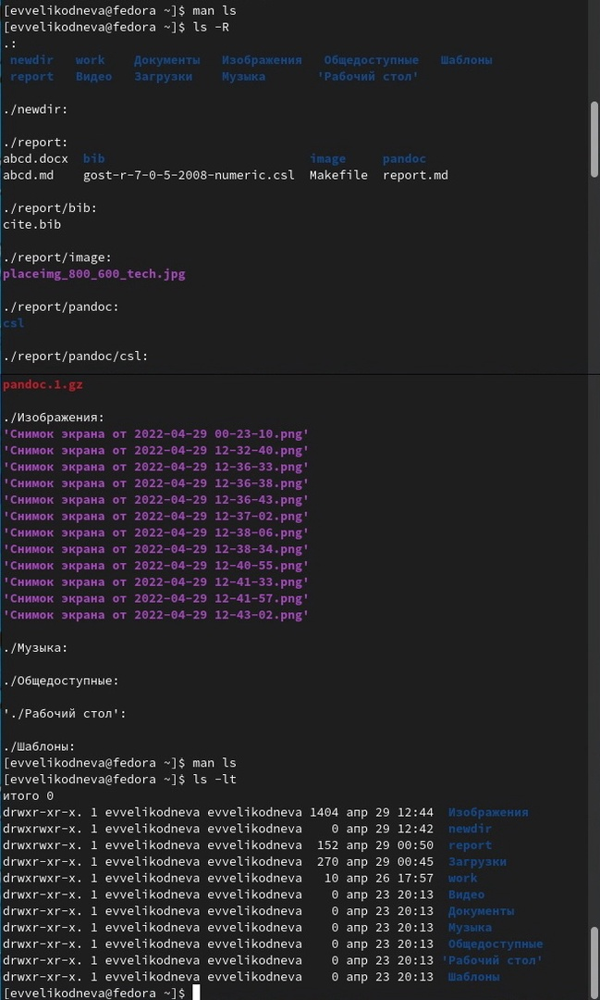 [evvelikodneva@fedora ~]$ man ls
[evvelikodneva@fedora ~]$ ls -R
.:
newdir work Документы Изображения Общедоступные Шаблоны
report Видео Загрузки Музыка 'Рабочий стол'
./newdir:
./report:
abcd.docx bib image pandoc
abcd.md gost-r-7-0-5-2008-numeric.csl Makefile report.md
./report/bib:
cite.bib
./report/image:
placeimg_800_600_tech.jpg
./report/pandoc:
csl
./report/pandoc/csl:
pandoc.1.gz
./Изображения:
'Снимок экрана от 2022-04-29 00-23-10.png'
'Снимок экрана от 2022-04-29 12-32-40.png'
'Снимок экрана от 2022-04-29 12-36-33.png'
'Снимок экрана от 2022-04-29 12-36-38.png'
'Снимок экрана от 2022-04-29 12-36-43.png'
'Снимок экрана от 2022-04-29 12-37-02.png'
'Снимок экрана от 2022-04-29 12-38-06.png'
'Снимок экрана от 2022-04-29 12-38-34.png'
'Снимок экрана от 2022-04-29 12-40-55.png'
'Снимок экрана от 2022-04-29 12-41-33.png'
'Снимок экрана от 2022-04-29 12-41-57.png'
'Снимок экрана от 2022-04-29 12-43-02.png'
./Музыка:
./Общедоступные:
'./Рабочий стол':
./Шаблоны:
[evvelikodneva@fedora ~]$ man ls
[evvelikodneva@fedora ~]$ ls -lt
итого 0
drwxr-xr-x. 1 evvelikodneva evvelikodneva 1404 апр 29 12:44 Изображения
drwxrwxr-x. 1 evvelikodneva evvelikodneva 0 апр 29 12:42 newdir
drwxrwxr-x. 1 evvelikodneva evvelikodneva 152 апр 29 00:50 report
drwxr-xr-x. 1 evvelikodneva evvelikodneva 270 апр 29 00:45 Загрузки
drwxrwxr-x. 1 evvelikodneva evvelikodneva 10 апр 26 17:57 work
drwxr-xr-x. 1 evvelikodneva evvelikodneva 0 апр 23 20:13 Видео
drwxr-xr-x. 1 evvelikodneva evvelikodneva 0 апр 23 20:13 Документы
drwxr-xr-x. 1 evvelikodneva evvelikodneva 0 апр 23 20:13 Музыка
drwxr-xr-x. 1 evvelikodneva evvelikodneva 0 апр 23 20:13 Общедоступные
drwxr-xr-x. 1 evvelikodneva evvelikodneva 0 апр 23 20:13 'Рабочий стол'
drwxr-xr-x. 1 evvelikodneva evvelikodneva 0 апр 23 20:13 Шаблоны
[evvelikodneva@fedora ~]$